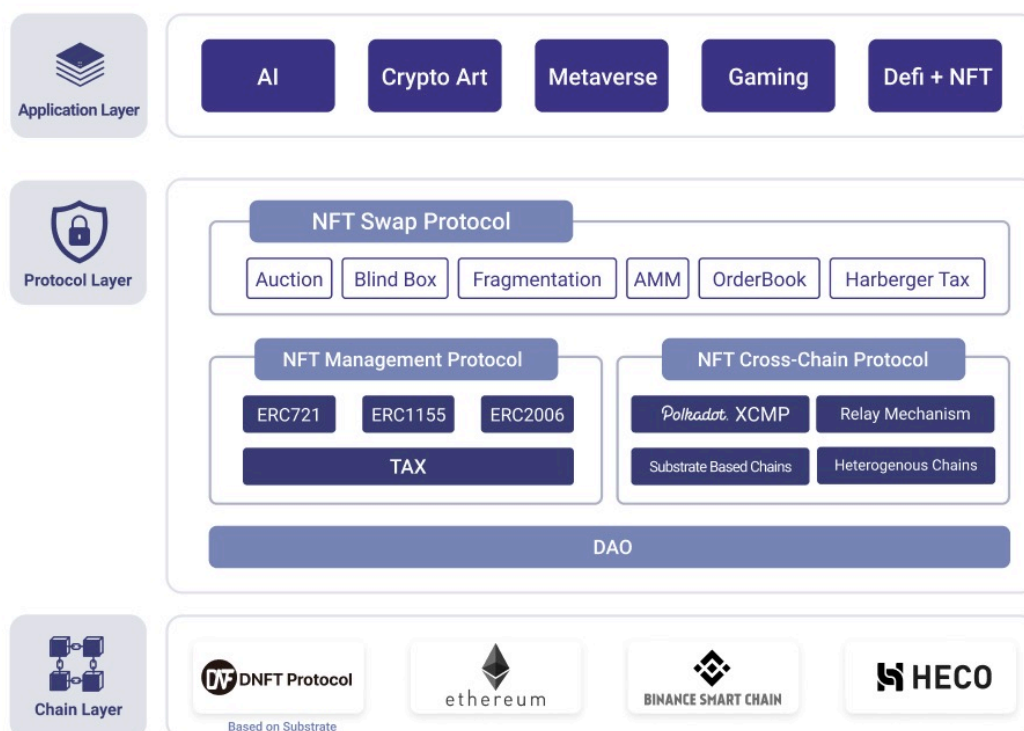 Application Layer
AI
Crypto Art
Metaverse
Gaming
Defi + NFT
Protocol Layer
NFT Swap Protocol
Auction
Blind Box
Fragmentation
AMM
OrderBook
Harberger Tax
NFT Management Protocol
ERC721
ERC1155
ERC2006
TAX
NFT Cross-Chain Protocol
Polkadot. XCMP
Relay Mechanism
Substrate Based Chains
Heterogenous Chains
DAO
Chain Layer
DNFT Protocol
Based on Substrate
ethereum
BINANCE SMART CHAIN
HECO